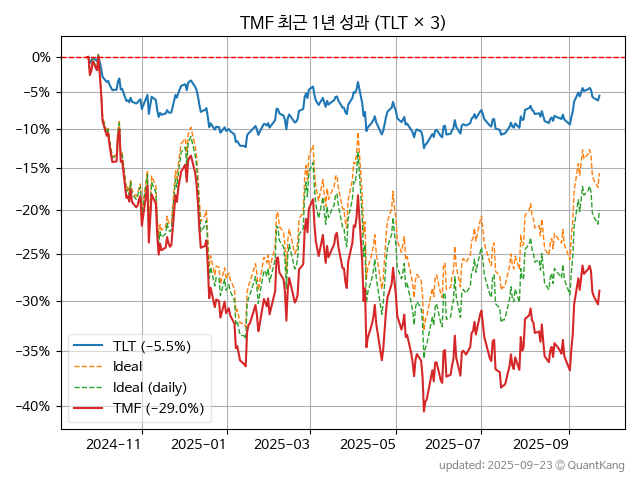 TMF 최근 1년 성과 (TLT × 3)
0%
−5%
−10%
−15%
−20%
−25%
−30%
−35%
−40%
TLT (−5.5%)
Ideal
Ideal (daily)
TMF (−29.0%)
2024-11
2025-01
2025-03
2025-05
2025-07
2025-09
updated: 2025-09-23 © QuantKang